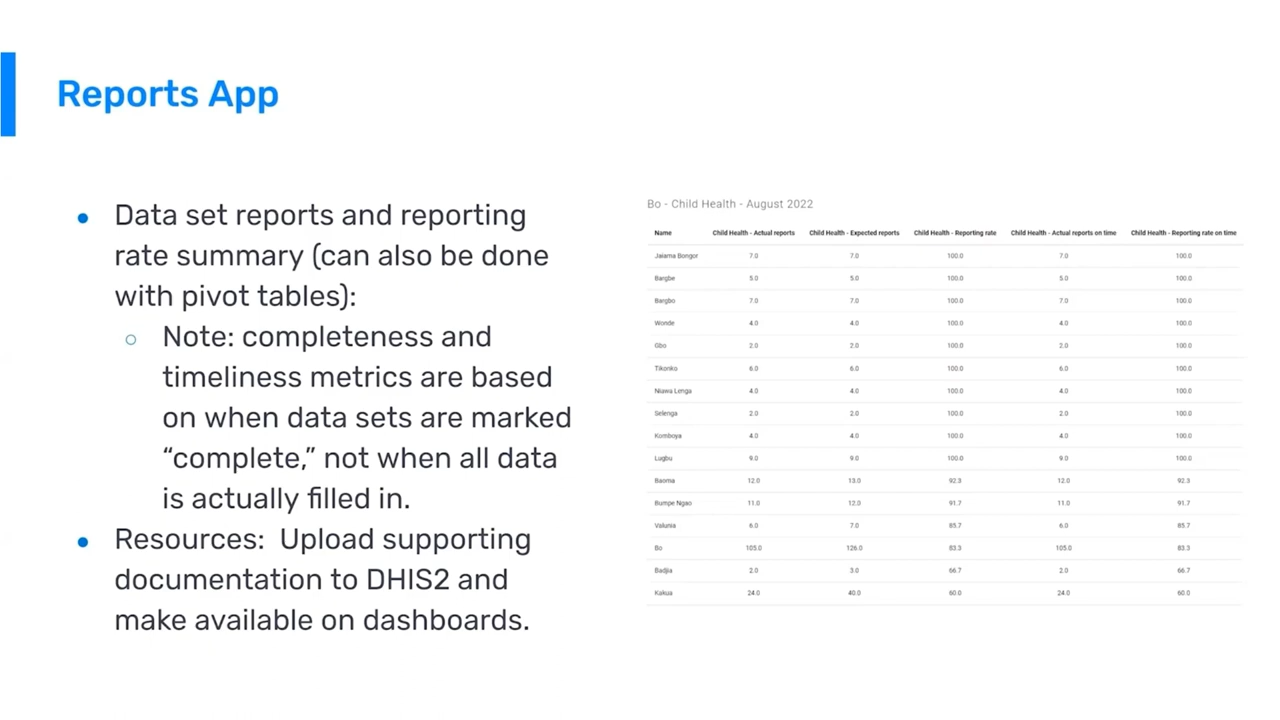 Reports App
Data set reports and reporting
rate summary (can also be done
with pivot tables):
Note: completeness and
timeliness metrics are based
on when data sets are marked
“complete,” not when all data
is actually filled in.
Resources:  Upload supporting
documentation to DHIS2 and
make available on dashboards.
Bo - Child Health - August 2022
Name Child Health - Actual reports Child Health - Expected reports Child Health - Reporting rate Child Health - Actual reports on time Child Health - Reporting rate on time
Jaiama Bongor 7.0 7.0 100.0 7.0 100.0
Bargbe 5.0 5.0 100.0 5.0 100.0
Bargbo 7.0 7.0 100.0 7.0 100.0
Wonde 4.0 4.0 100.0 4.0 100.0
Gbo 2.0 2.0 100.0 2.0 100.0
Tikonko 6.0 6.0 100.0 6.0 100.0
Niawa Lenga 4.0 4.0 100.0 4.0 100.0
Selenga 2.0 2.0 100.0 2.0 100.0
Komboya 4.0 4.0 100.0 4.0 100.0
Lugbu 9.0 9.0 100.0 9.0 100.0
Baoma 12.0 13.0 92.3 12.0 92.3
Bumpe Ngao 11.0 12.0 91.7 11.0 91.7
Valunia 6.0 7.0 85.7 6.0 85.7
Bo 105.0 126.0 83.3 105.0 83.3
Badjia 2.0 3.0 66.7 2.0 66.7
Kakua 24.0 40.0 60.0 24.0 60.0